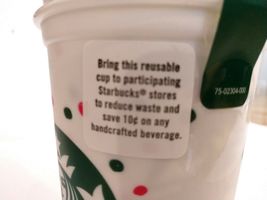 Bring this reusable
cup to participating
Starbucks® stores
to reduce waste and
save 10¢ on any
handcrafted beverage.
75-02304-000